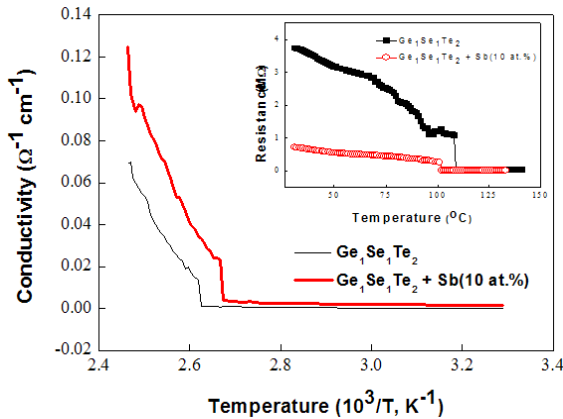 0.14
0.12
0.10
0.08
0.06
0.04
0.02
0.00
-0.02
Conductivity (Ω⁻¹ cm⁻¹)
2.4 2.6 2.8 3.0 3.2 3.4
Temperature (10³/T, K⁻¹)
Ge₁Se₁Te₂
Ge₁Se₁Te₂ + Sb(10 at.%)
4
3
2
1
0
Resistance(MΩ)
50 75 100 125 150
Temperature (°C)
Ge₁Se₁Te₂
Ge₁Se₁Te₂ + Sb(10 at.%)